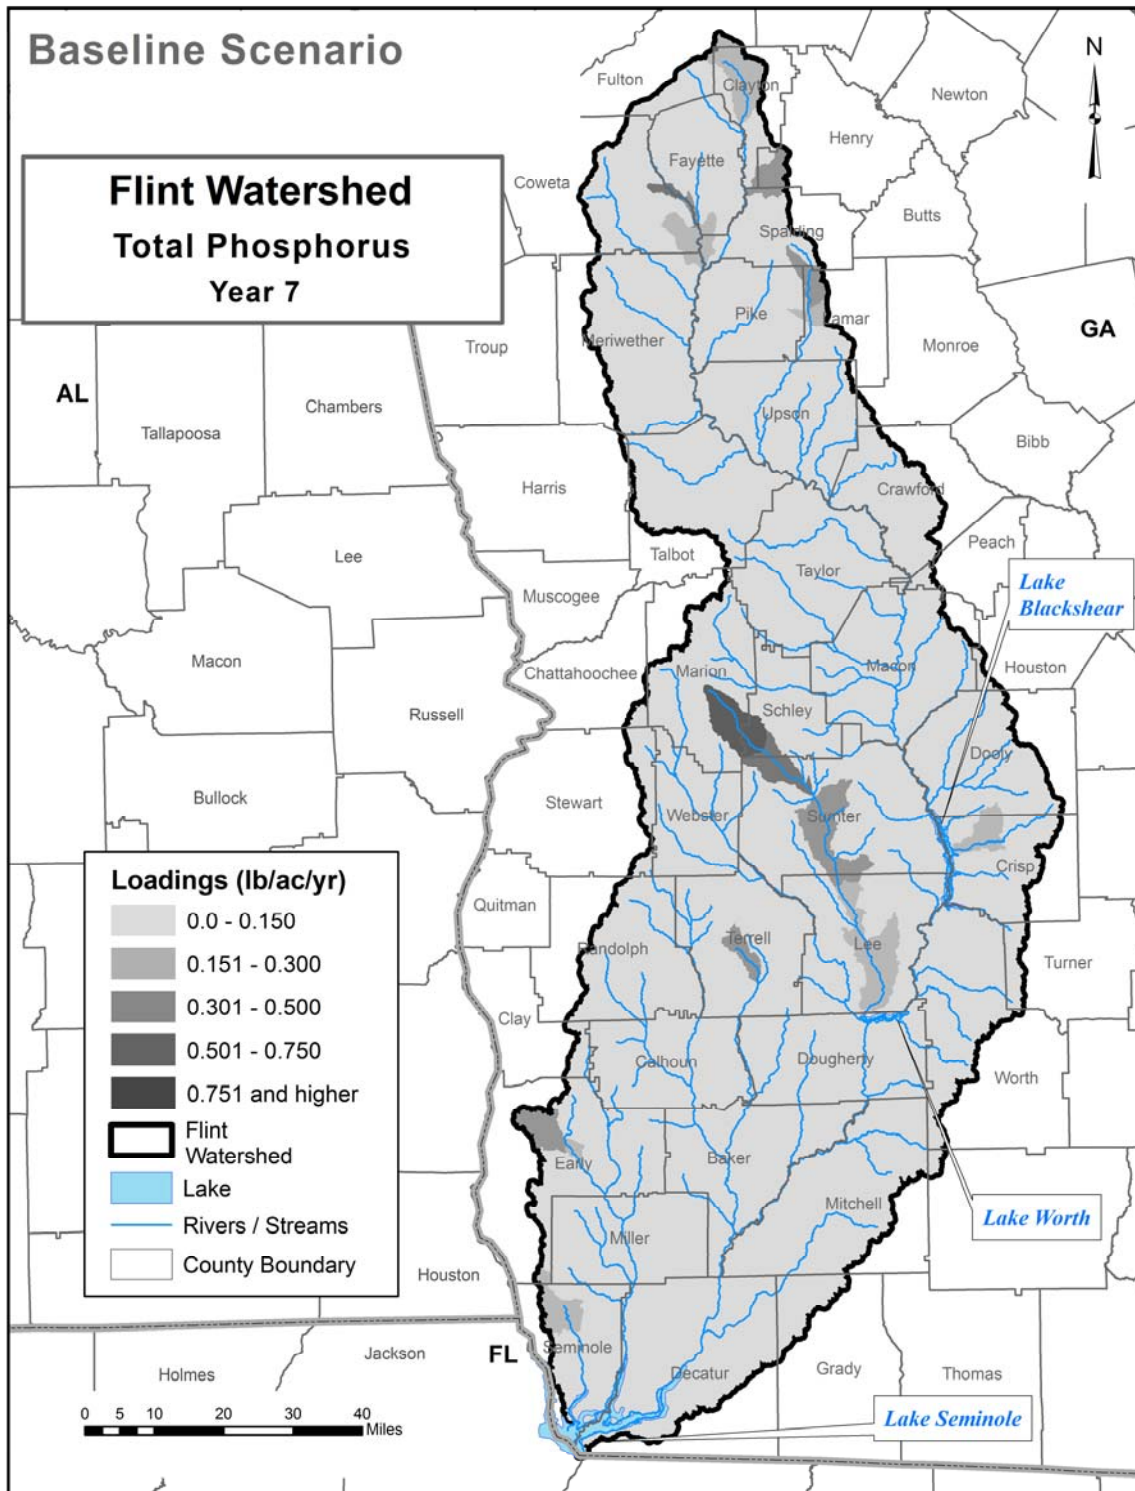 Baseline Scenario
N
Flint Watershed
Total Phosphorus
Year 7
Fulton
Clayton
Newton
Henry
Fayette
Coweta
Butts
Spalding
Pike
amar
GA
Troup
Meriwether
Monroe
AL
Chambers
Tallapoosa
Upson
Bibb
Harris
Crawford
Peach
Lee
Talbot
Taylor
Lake
Blackshear
Muscogee
Macon
Chattahoochee
Marion
Macon
Houston
Russell
Schley
Dooly
Bullock
Stewart
Webster
Sumter
Crisp
Quitman
Randolph
Terrell
Lee
Turner
Clay
Calhoun
Dougherty
Worth
Early
Baker
Mitchell
Lake Worth
Miller
Houston
Seminole
FL
Jackson
Holmes
Decatur
Grady
Thomas
Lake Seminole
Loadings (lb/ac/yr)
0.0 - 0.150
0.151 - 0.300
0.301 - 0.500
0.501 - 0.750
0.751 and higher
Flint
Watershed
Lake
Rivers / Streams
County Boundary
0 5 10 20 30 40
Miles